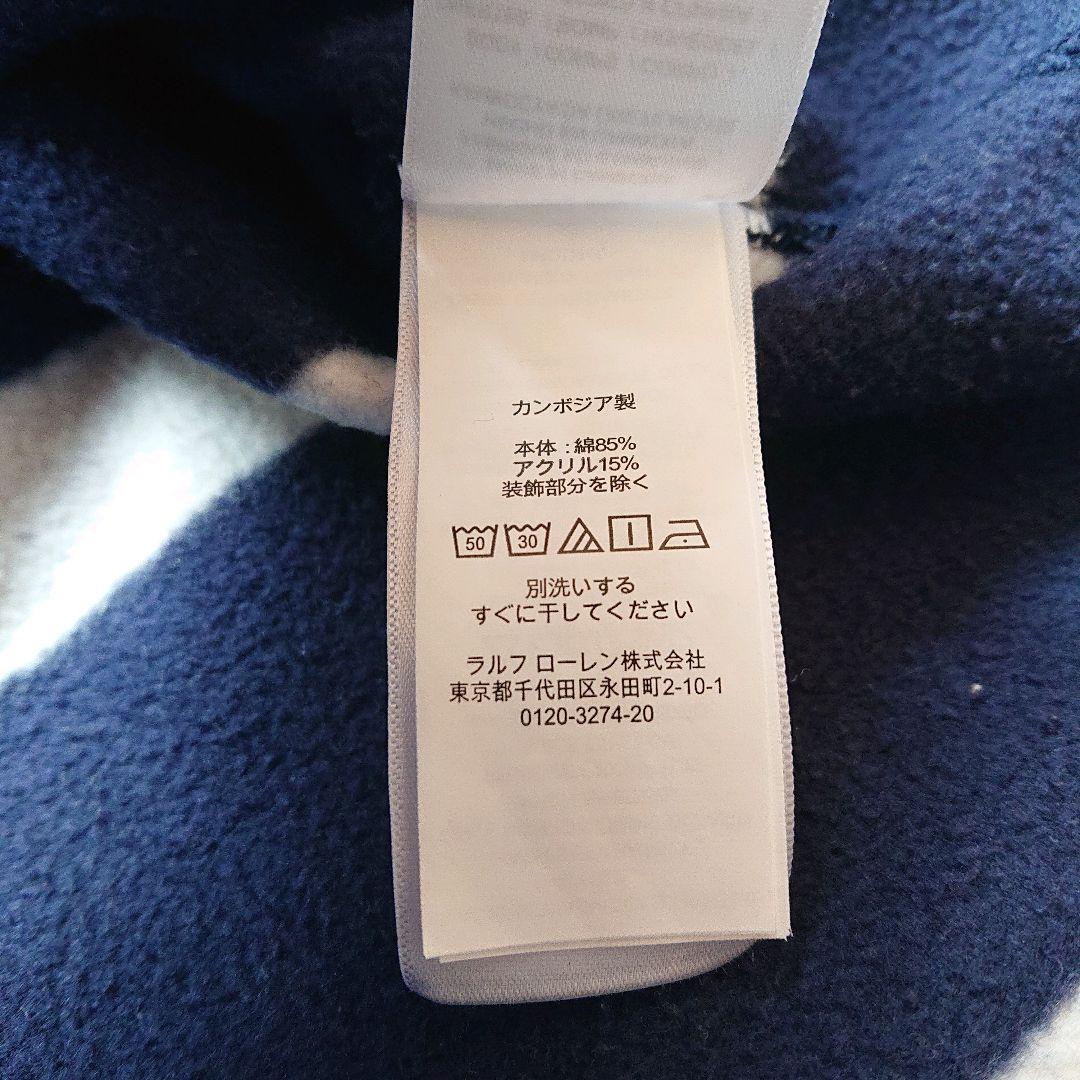 カンボジア製
本体 : 綿85%
アクリル15%
装飾部分を除く
50 30
別洗いする
すぐに干してください
ラルフ ローレン株式会社
東京都千代田区永田町2-10-1
0120-3274-20